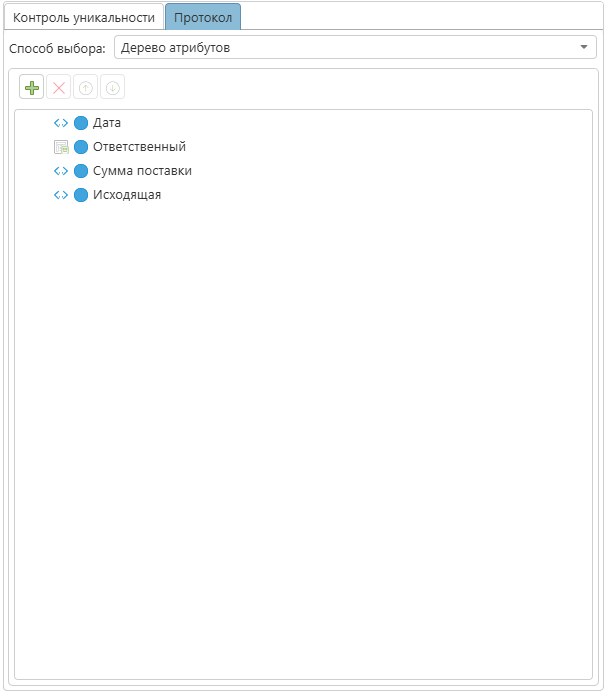 Контроль уникальности
Протокол
Способ выбора: Дерево атрибутов
Дата
Ответственный
Сумма поставки
Исходящая